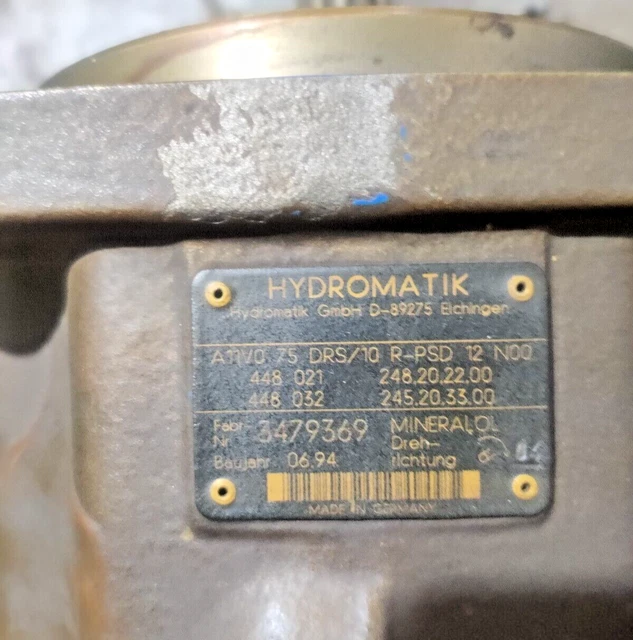 HYDROMATIK
Hydromatik GmbH D-89275 Elchingen
A11V0 75 DRS/10 R-PSD 12 N00
448 021 248.20.22.00
448 032 245.20.33.00
Fabr. Nr. 3479369 MINERALÖL
Baujahr 06.94 Dreh-
richtung
MADE IN GERMANY